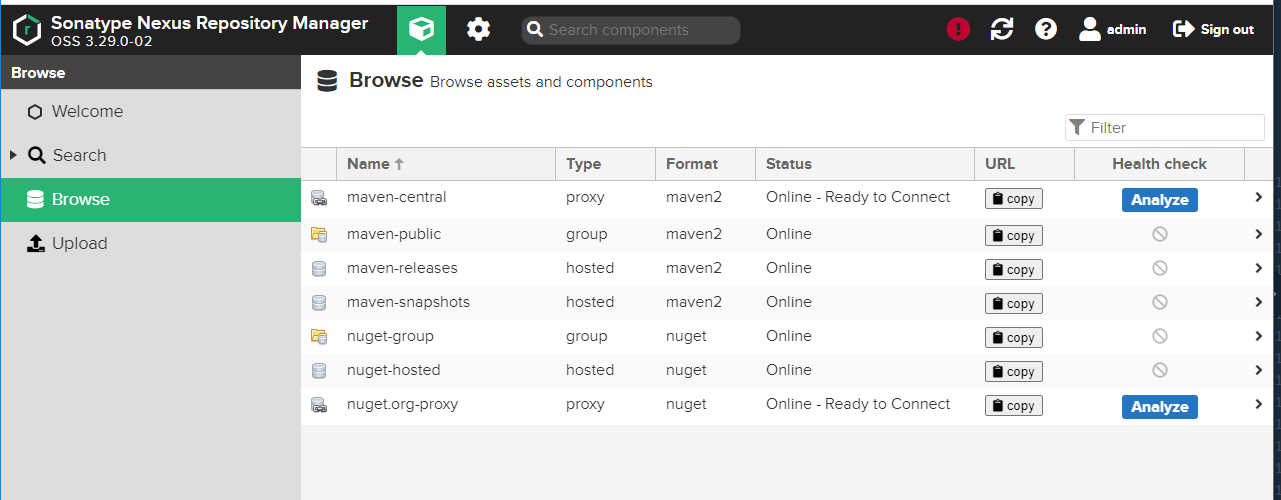 Sonatype Nexus Repository Manager
OSS 3.29.0-02
Search components
admin
Sign out
Browse
Welcome
Search
Browse
Upload
Browse Browse assets and components
Filter
Name Type Format Status URL Health check
maven-central proxy maven2 Online - Ready to Connect copy Analyze
maven-public group maven2 Online copy
maven-releases hosted maven2 Online copy
maven-snapshots hosted maven2 Online copy
nuget-group group nuget Online copy
nuget-hosted hosted nuget Online copy
nuget.org-proxy proxy nuget Online - Ready to Connect copy Analyze